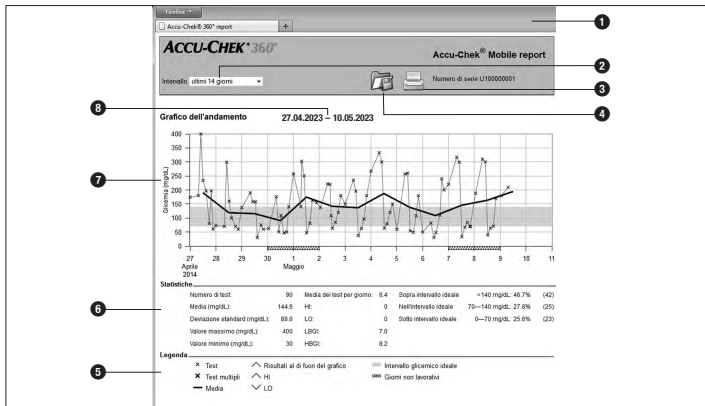 Firefox
Accu-Chek® 360° report
+
1
ACCU-CHEK® 360°
Accu-Chek® Mobile report
2
Intervallo ultimi 14 giorni
Numero di serie U100000001
3
4
8
Grafico dell'andamento 27.04.2023 – 10.05.2023
7
Glicemia (mg/dL)
400
350
300
250
200
150
100
50
0
27 28 29 30 1 2 3 4 5 6 7 8 9 10 11
Aprile Maggio
2014
Statistiche
6
Numero di test: 90 Media dei test per giorno: 6.4 Sopra intervallo ideale >140 mg/dL: 46.7% (42)
Media (mg/dL): 144.6 HI: 0 Nell'intervallo ideale 70—140 mg/dL: 27.8% (25)
Deviazione standard (mg/dL): 88.0 LO: 0 Sotto intervallo ideale 0—70 mg/dL: 25.6% (23)
Valore massimo (mg/dL): 400 LBGI: 7.0
Valore minimo (mg/dL): 30 HBGI: 8.2
Legenda
5
× Test Risultati al di fuori del grafico Intervallo glicemico ideale
× Test multipli HI Giorni non lavorativi
Media LO